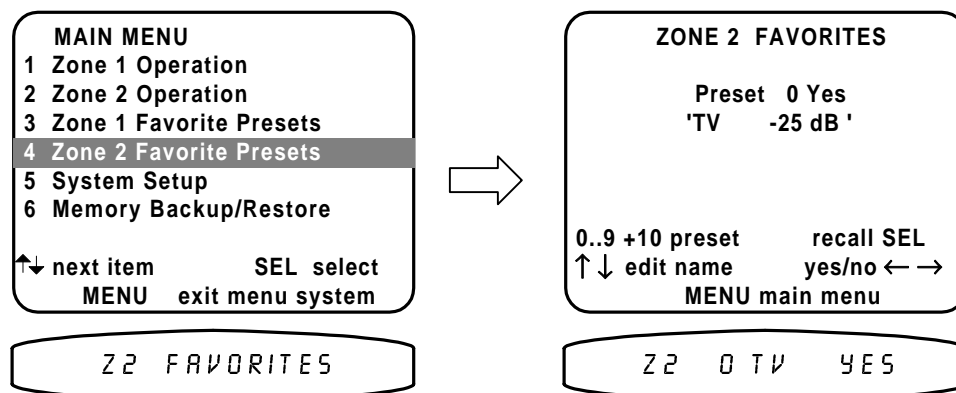 MAIN MENU
1 Zone 1 Operation
2 Zone 2 Operation
3 Zone 1 Favorite Presets
4 Zone 2 Favorite Presets
5 System Setup
6 Memory Backup/Restore
↑↓ next item SEL select
MENU exit menu system
Z2 FAVORITES
ZONE 2 FAVORITES
Preset 0 Yes
'TV -25 dB '
0..9 +10 preset recall SEL
↑↓ edit name yes/no ← →
MENU main menu
Z2 0 TV YES